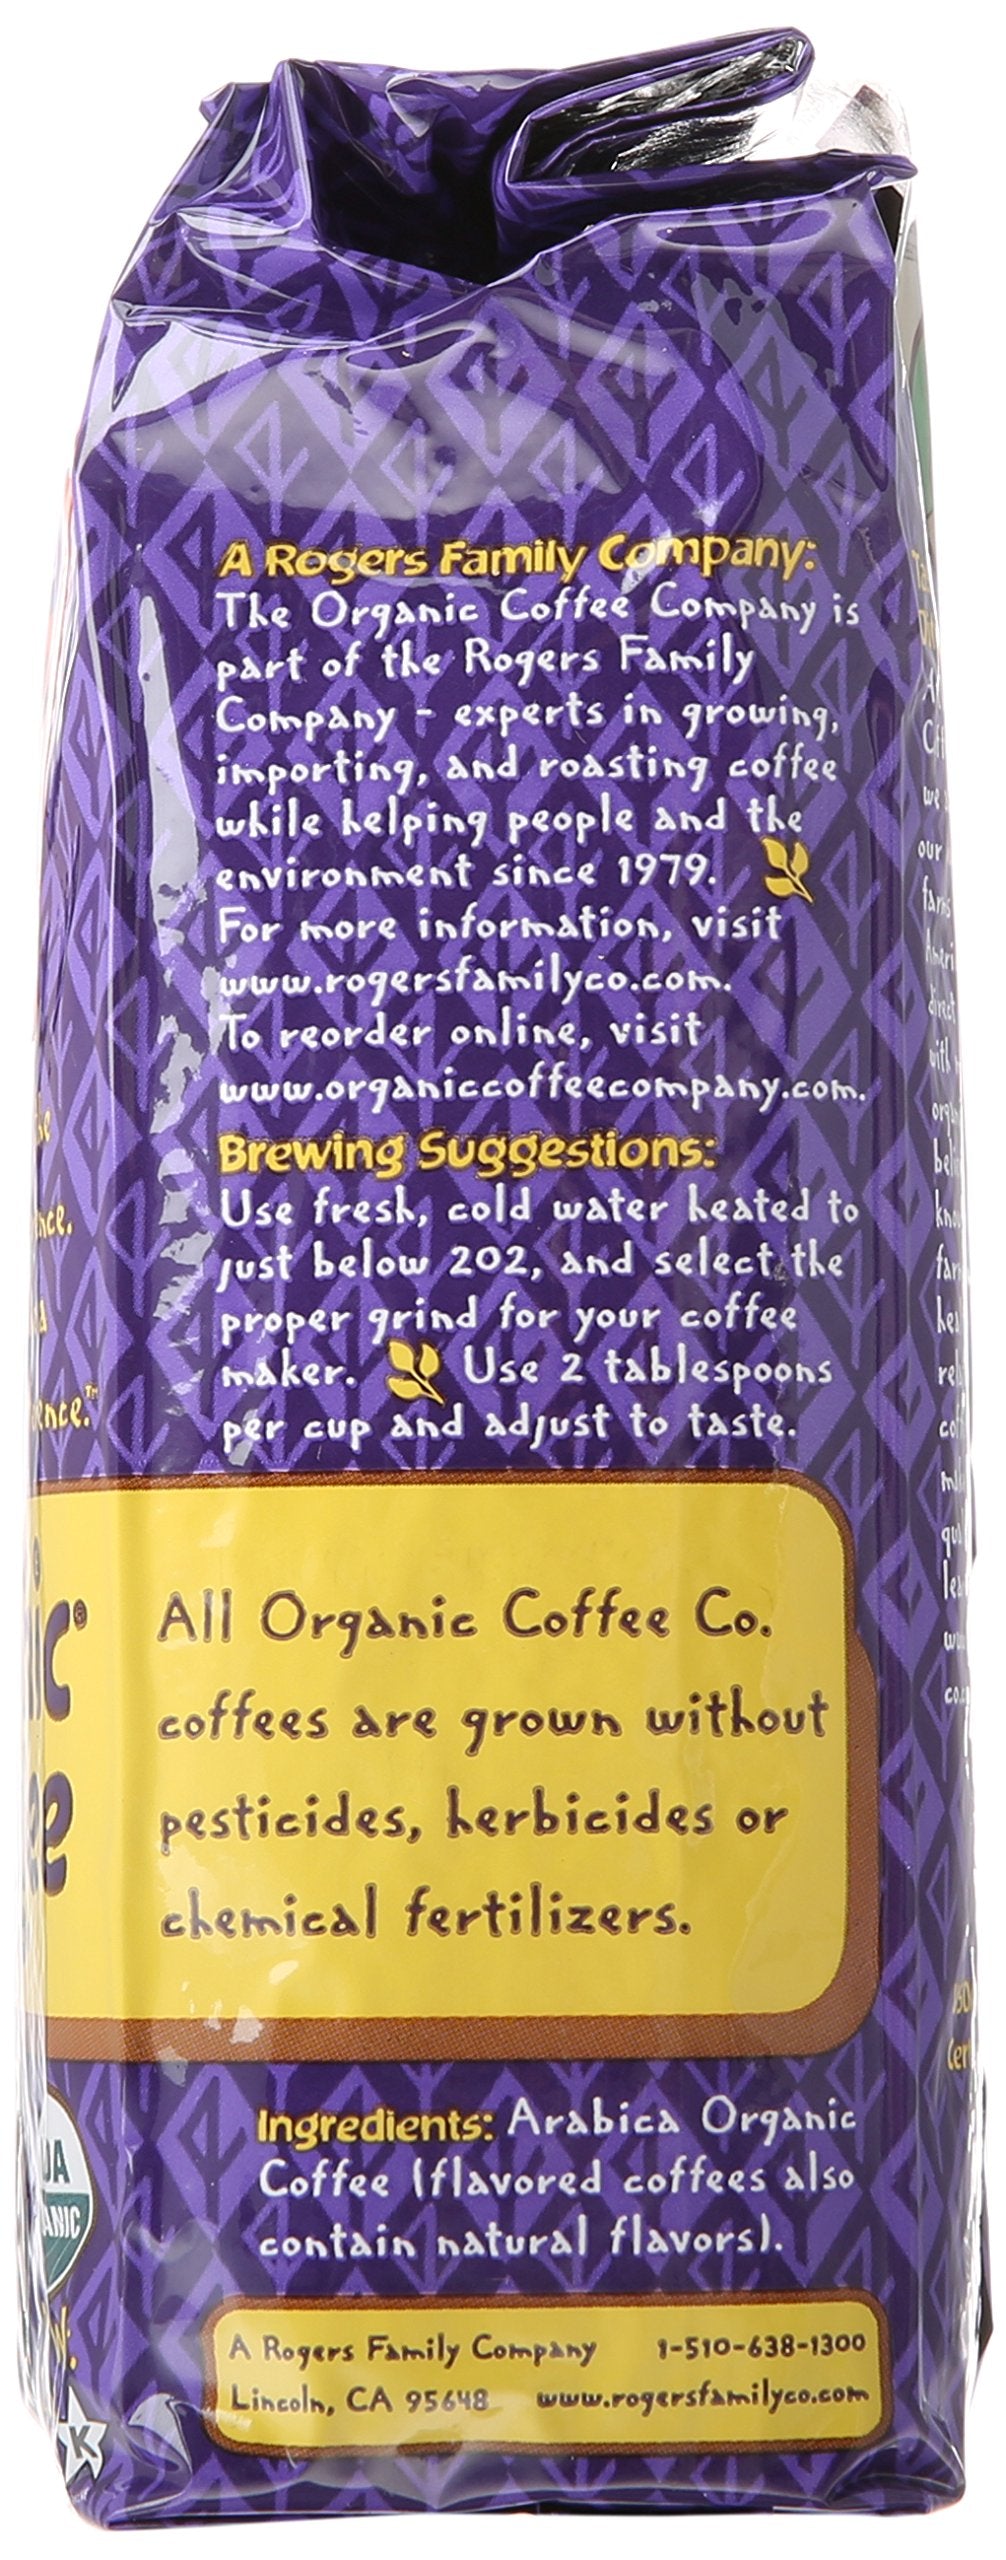 A Rogers Family Company:
The Organic Coffee Company is
part of the Rogers Family
Company - experts in growing,
importing, and roasting coffee
while helping people and the
environment since 1979.
For more information, visit
www.rogersfamilyco.com.
To reorder online, visit
www.organiccoffeecompany.com.
Brewing Suggestions:
Use fresh, cold water heated to
just below 202, and select the
proper grind for your coffee
maker. Use 2 tablespoons
per cup and adjust to taste.
All Organic Coffee Co.
coffees are grown without
pesticides, herbicides or
chemical fertilizers.
Ingredients: Arabica Organic
Coffee (flavored coffees also
contain natural flavors).
A Rogers Family Company 1-510-638-1300
Lincoln, CA 95648 www.rogersfamilyco.com
K
our
we
with
direct